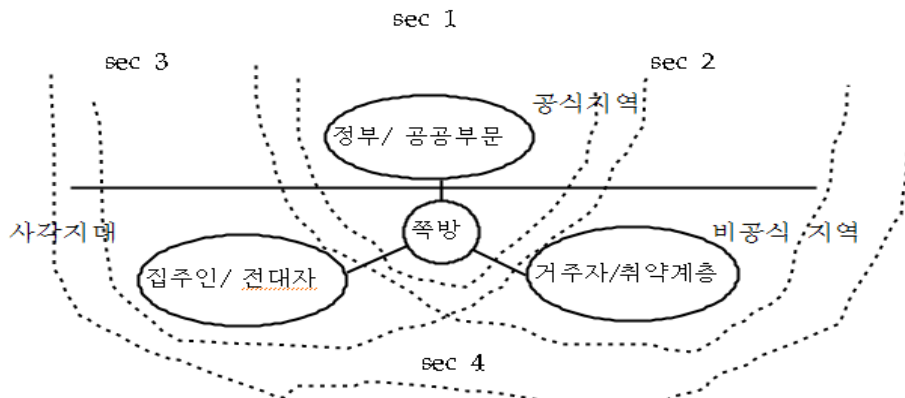 sec 1
sec 3
sec 2
공식지역
정부/ 공공부문
사각지대
쪽방
비공식 지역
집주인/ 전대자
거주자/취약계층
sec 4